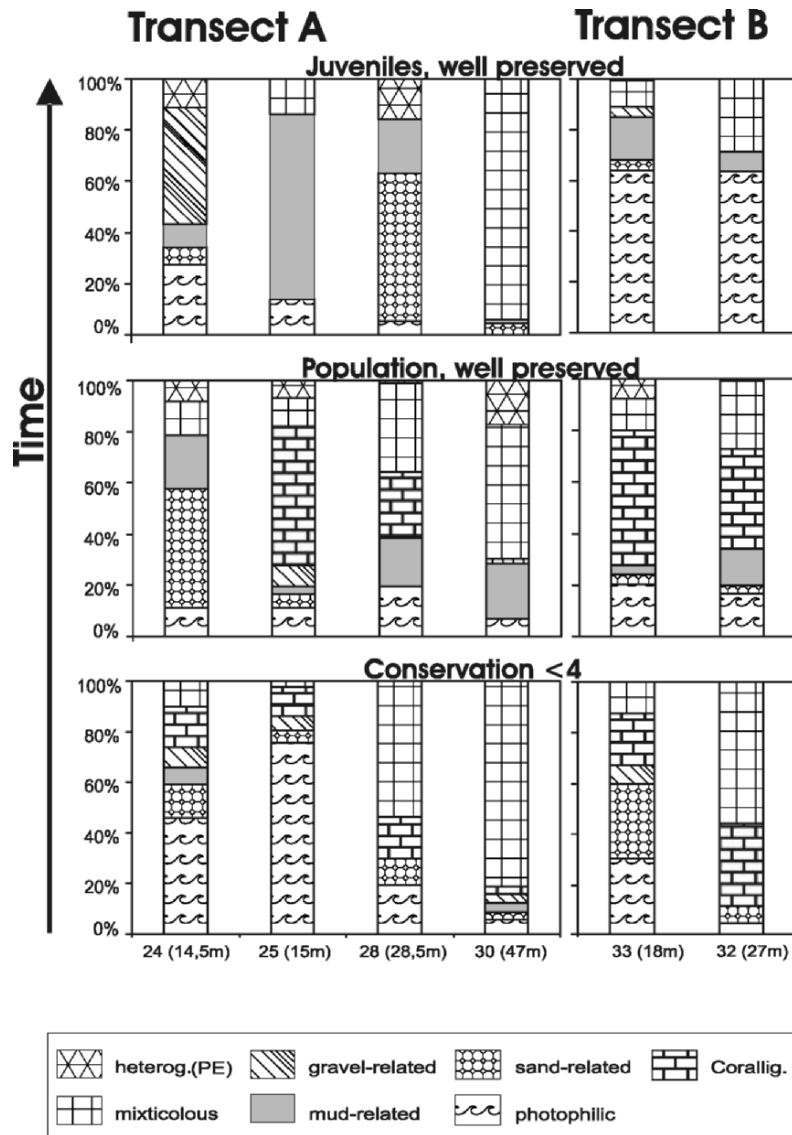 Transect A Transect B
Juveniles, well preserved
100%
80%
60%
40%
20%
0%
Population, well preserved
100%
80%
60%
40%
20%
0%
Conservation <4
100%
80%
60%
40%
20%
0%
Time
24 (14,5m) 25 (15m) 28 (28,5m) 30 (47m) 33 (18m) 32 (27m)
heterog.(PE) gravel-related sand-related Corallig.
mixticolous mud-related photophilic